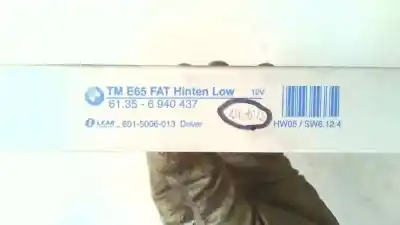 TM E65 FAT Hinten Low 12V
61.35 - 6 940 437
LEAR 601-5006-013 Driver
HW05 / SW6.12.4